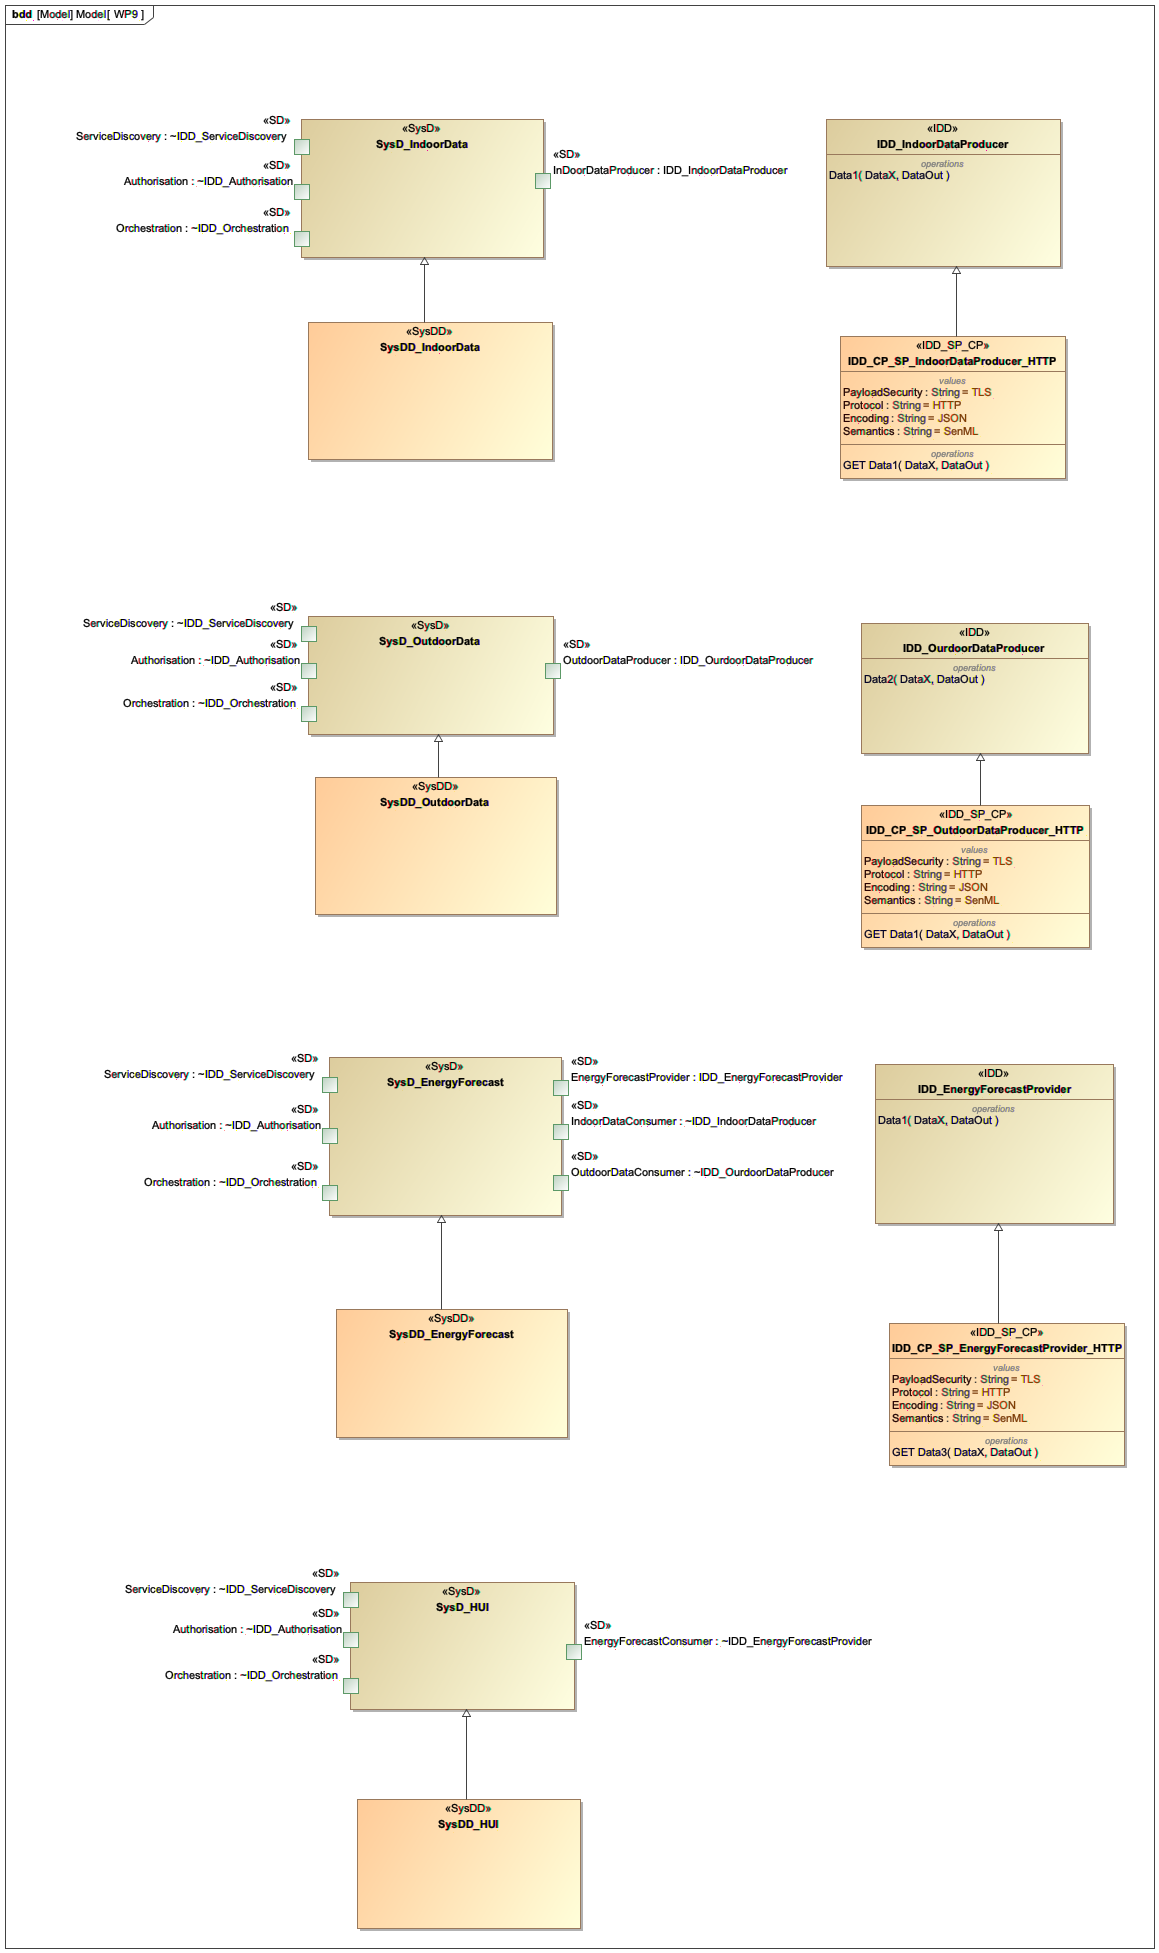 bdd [Model] Model[ WP9 ]
«SD»
ServiceDiscovery : ~IDD_ServiceDiscovery
«SD»
Authorisation : ~IDD_Authorisation
«SD»
Orchestration : ~IDD_Orchestration
«SysD»
SysD_IndoorData
«SD»
InDoorDataProducer : IDD_IndoorDataProducer
«IDD»
IDD_IndoorDataProducer
operations
Data1( DataX, DataOut )
«SysDD»
SysDD_IndoorData
«IDD_SP_CP»
IDD_CP_SP_IndoorDataProducer_HTTP
values
PayloadSecurity : String = TLS
Protocol : String = HTTP
Encoding : String = JSON
Semantics : String = SenML
operations
GET Data1( DataX, DataOut )
«SD»
ServiceDiscovery : ~IDD_ServiceDiscovery
«SD»
Authorisation : ~IDD_Authorisation
«SD»
Orchestration : ~IDD_Orchestration
«SysD»
SysD_OutdoorData
«SD»
OutdoorDataProducer : IDD_OurdoorDataProducer
«IDD»
IDD_OurdoorDataProducer
operations
Data2( DataX, DataOut )
«SysDD»
SysDD_OutdoorData
«IDD_SP_CP»
IDD_CP_SP_OutdoorDataProducer_HTTP
values
PayloadSecurity : String = TLS
Protocol : String = HTTP
Encoding : String = JSON
Semantics : String = SenML
operations
GET Data1( DataX, DataOut )
«SD»
ServiceDiscovery : ~IDD_ServiceDiscovery
«SD»
Authorisation : ~IDD_Authorisation
«SD»
Orchestration : ~IDD_Orchestration
«SysD»
SysD_EnergyForecast
«SD»
EnergyForecastProvider : IDD_EnergyForecastProvider
«SD»
IndoorDataConsumer : ~IDD_IndoorDataProducer
«SD»
OutdoorDataConsumer : ~IDD_OurdoorDataProducer
«IDD»
IDD_EnergyForecastProvider
operations
Data1( DataX, DataOut )
«SysDD»
SysDD_EnergyForecast
«IDD_SP_CP»
IDD_CP_SP_EnergyForecastProvider_HTTP
values
PayloadSecurity : String = TLS
Protocol : String = HTTP
Encoding : String = JSON
Semantics : String = SenML
operations
GET Data3( DataX, DataOut )
«SD»
ServiceDiscovery : ~IDD_ServiceDiscovery
«SD»
Authorisation : ~IDD_Authorisation
«SD»
Orchestration : ~IDD_Orchestration
«SysD»
SysD_HUI
«SD»
EnergyForecastConsumer : ~IDD_EnergyForecastProvider
«SysDD»
SysDD_HUI